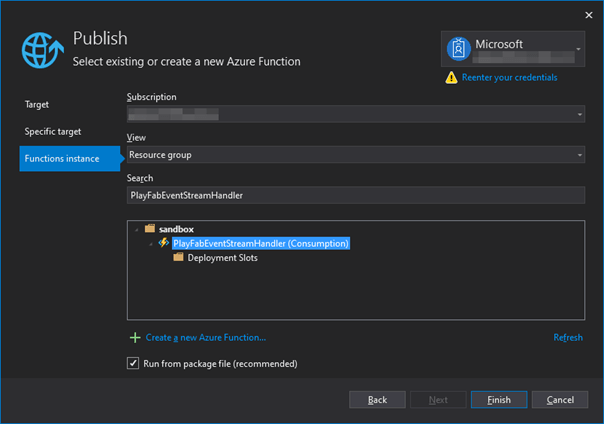 Publish
Select existing or create a new Azure Function
Microsoft
Reenter your credentials
Target
Specific target
Functions instance
Subscription
View
Resource group
Search
PlayFabEventStreamHandler
sandbox
PlayFabEventStreamHandler (Consumption)
Deployment Slots
Create a new Azure Function...
Refresh
Run from package file (recommended)
Back
Next
Finish
Cancel